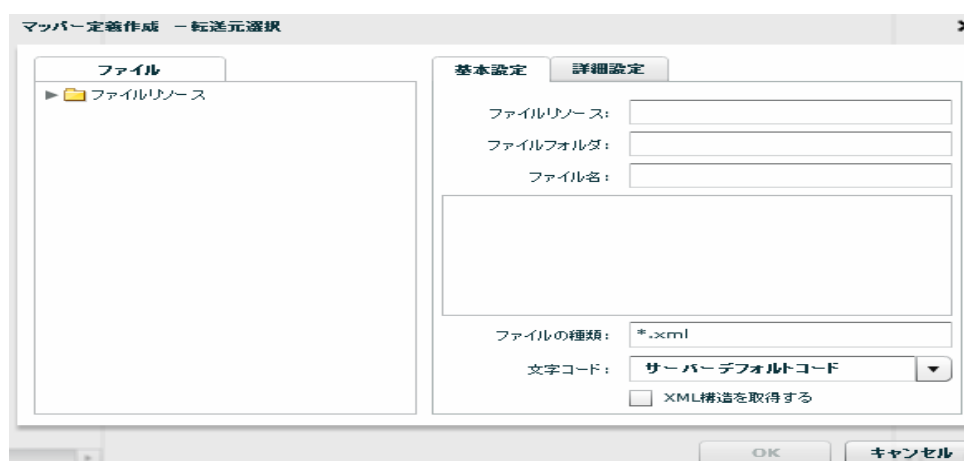 マッパー定義作成 －転送元選択
ファイル
ファイルリソース
基本設定
詳細設定
ファイルリソース:
ファイルフォルダ:
ファイル名:
ファイルの種類:
*.xml
文字コード:
サーバーデフォルトコード
XML構造を取得する
OK
キャンセル